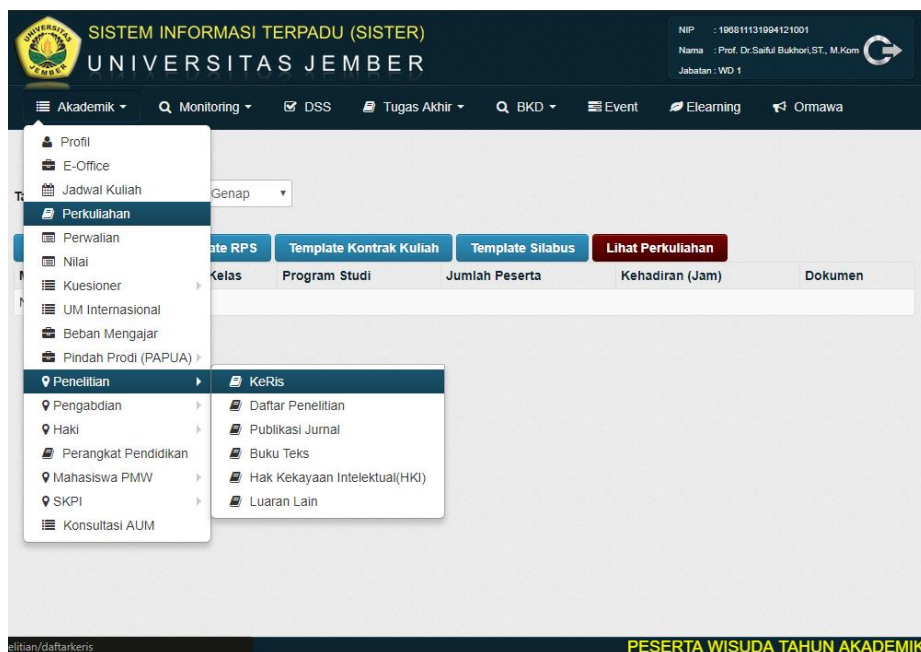 SISTEM INFORMASI TERPADU (SISTER)
UNIVERSITAS JEMBER
NIP : 196811131994121001
Nama : Prof. Dr.Saiful Bukhori,ST., M.Kom
Jabatan : WD 1
UNIVERSITAS
JEMBER
Akademik Monitoring DSS Tugas Akhir BKD Event Elearning Ormawa
Profil
E-Office
Jadwal Kuliah
Genap
Perkuliahan
Perwalian
ate RPS Template Kontrak Kuliah Template Silabus Lihat Perkuliahan
Nilai
Kelas Program Studi Jumlah Peserta Kehadiran (Jam) Dokumen
Kuesioner
UM Internasional
Beban Mengajar
Pindah Prodi (PAPUA)
Penelitian
KeRis
Pengabdian
Daftar Penelitian
Haki
Publikasi Jurnal
Perangkat Pendidikan
Buku Teks
Mahasiswa PMW
Hak Kekayaan Intelektual(HKI)
SKPI
Luaran Lain
Konsultasi AUM
elitian/daftarkeris
PESERTA WISUDA TAHUN AKADEMIK